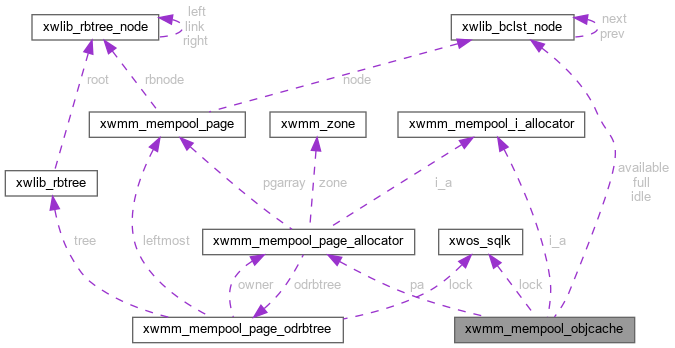 xwlib_rbtree_node
left
link
right
xwlib_bclst_node
next
prev
root
rbnode
node
xwmm_mempool_page
xwmm_zone
xwmm_mempool_i_allocator
xwlib_rbtree
pgarray
zone
i_a
available
full
idle
tree
leftmost
xwmm_mempool_page_allocator
xwos_sqlk
i_a
owner
odrbtree
pa
lock
lock
xwmm_mempool_page_odrbtree
xwmm_mempool_objcache